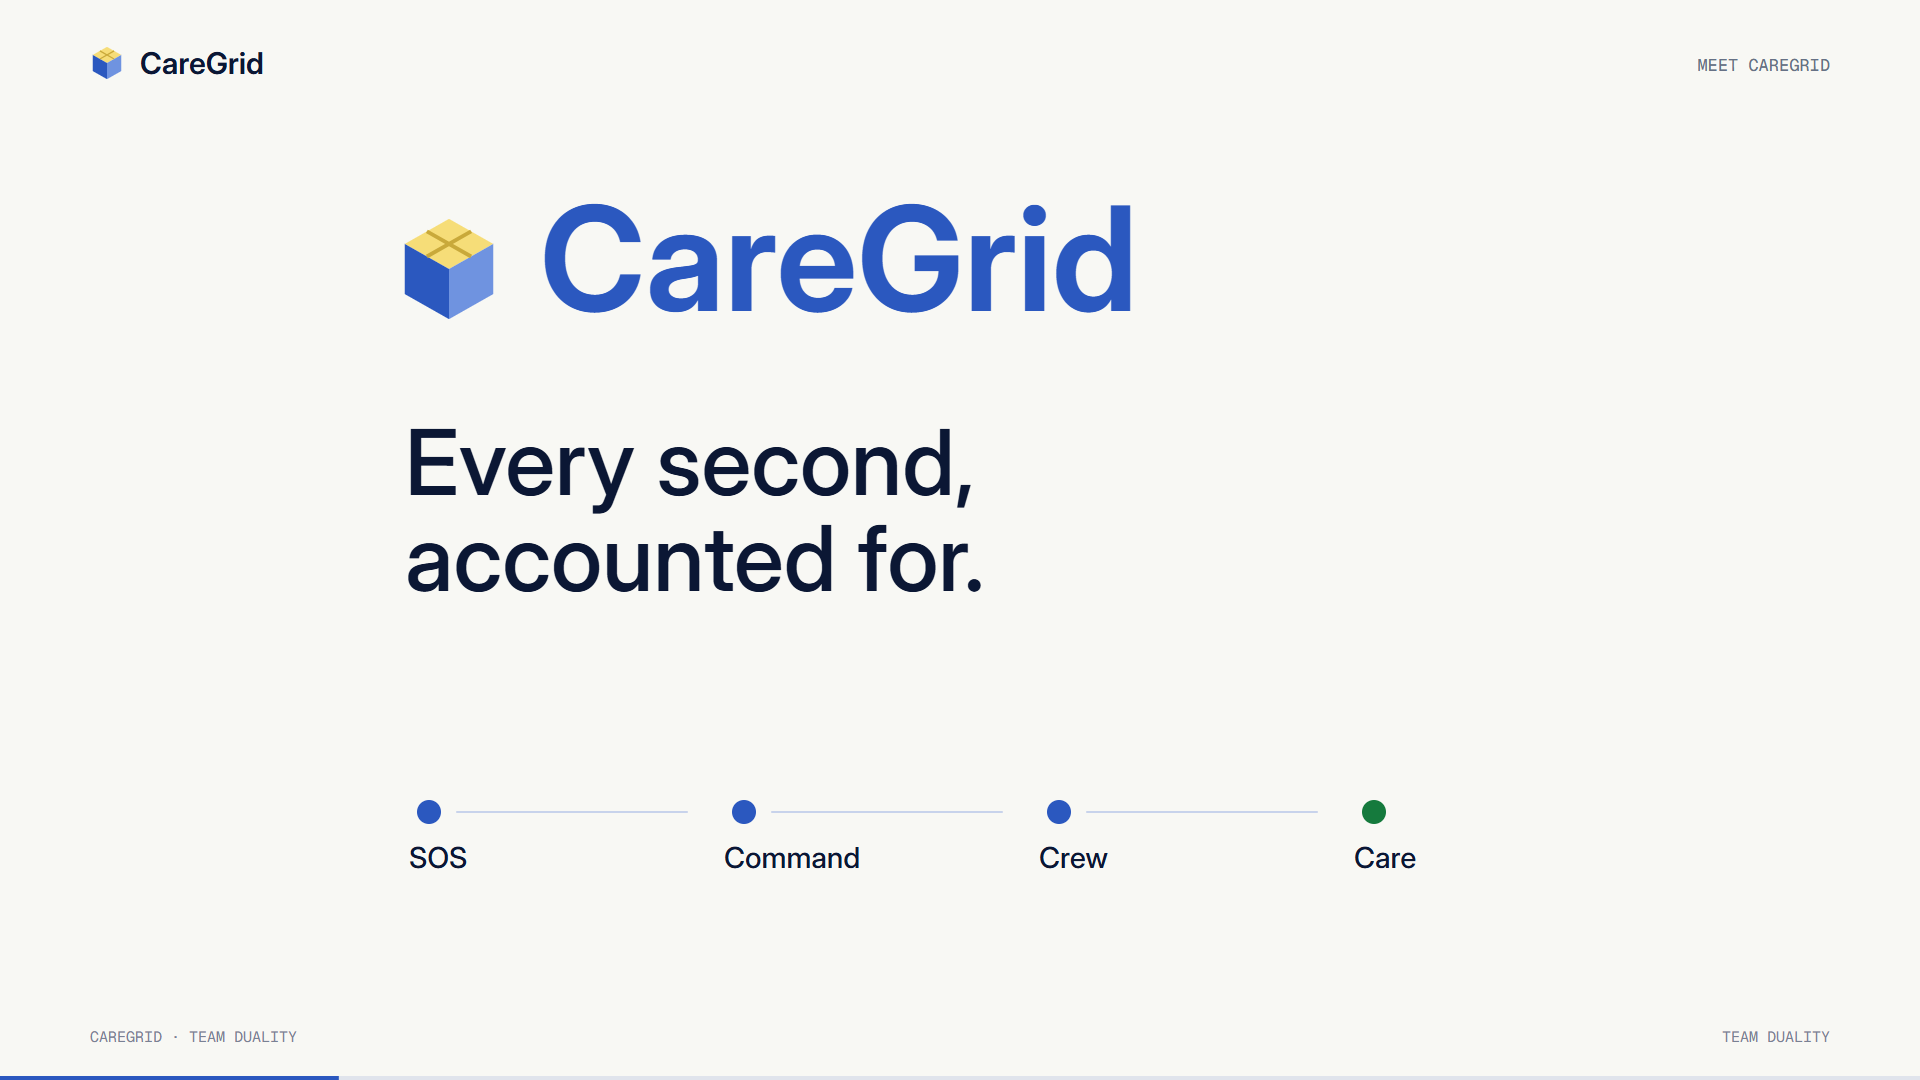 CareGrid
MEET CAREGRID
CareGrid
Every second,
accounted for.
SOS
Command
Crew
Care
CAREGRID · TEAM DUALITY
TEAM DUALITY